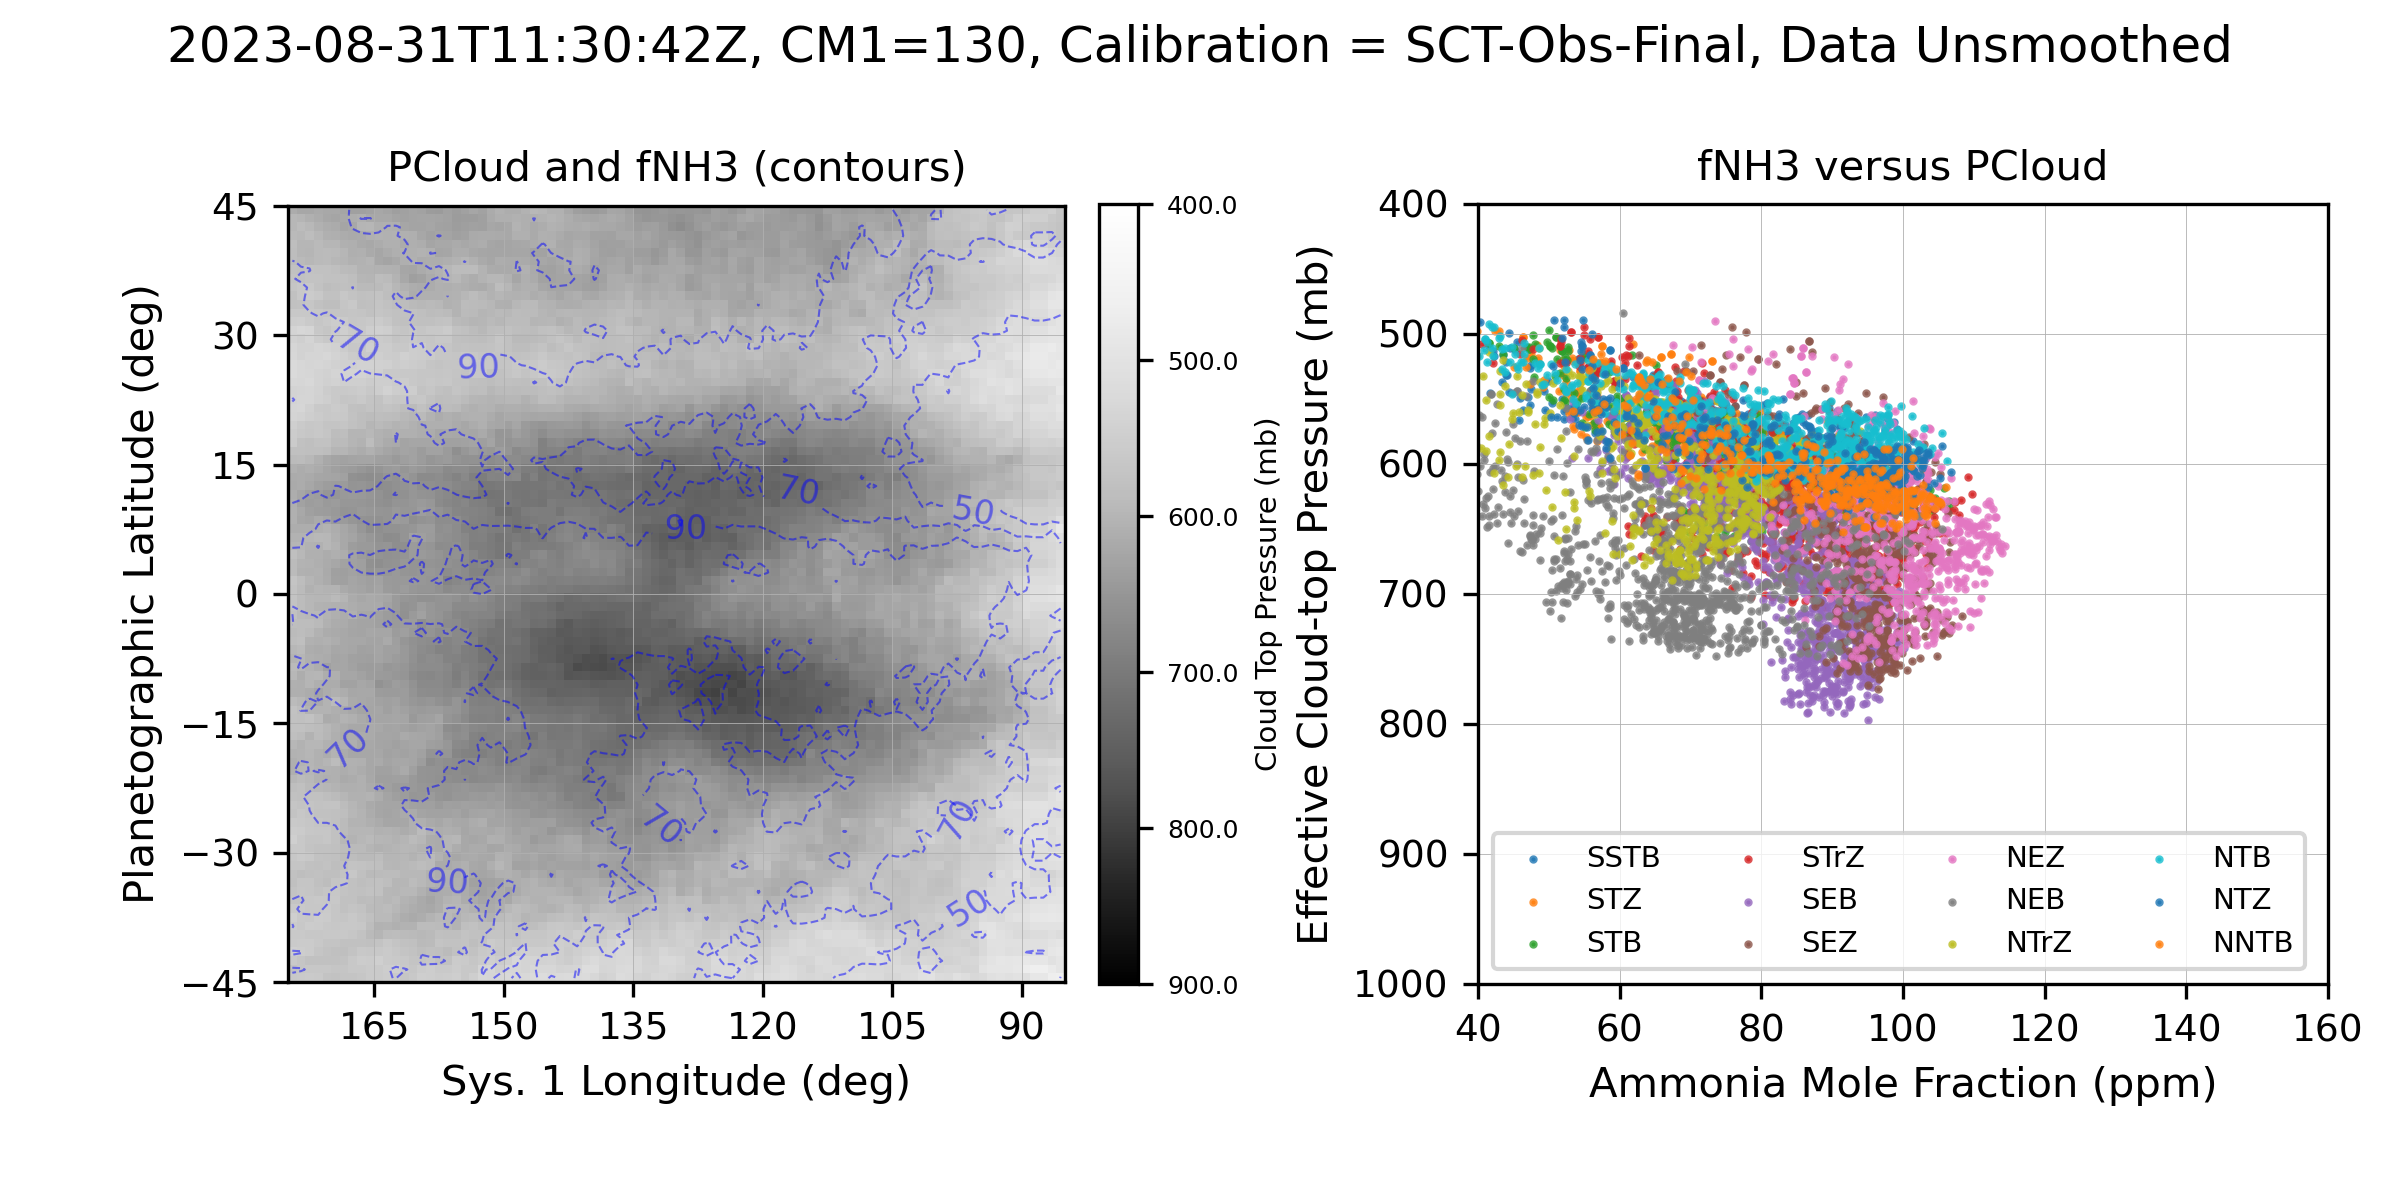 2023-08-31T11:30:42Z, CM1=130, Calibration = SCT-Obs-Final, Data Unsmoothed
PCloud and fNH3 (contours)
45
30
15
0
−15
−30
−45
Planetographic Latitude (deg)
165 150 135 120 105 90
Sys. 1 Longitude (deg)
70
90
70
50
90
70
70
70
90
50
400.0
500.0
600.0
700.0
800.0
900.0
Cloud Top Pressure (mb)
fNH3 versus PCloud
400
500
600
700
800
900
1000
Effective Cloud-top Pressure (mb)
SSTB STrZ NEZ NTB
STZ SEB NEB NTZ
STB SEZ NTrZ NNTB
40 60 80 100 120 140 160
Ammonia Mole Fraction (ppm)